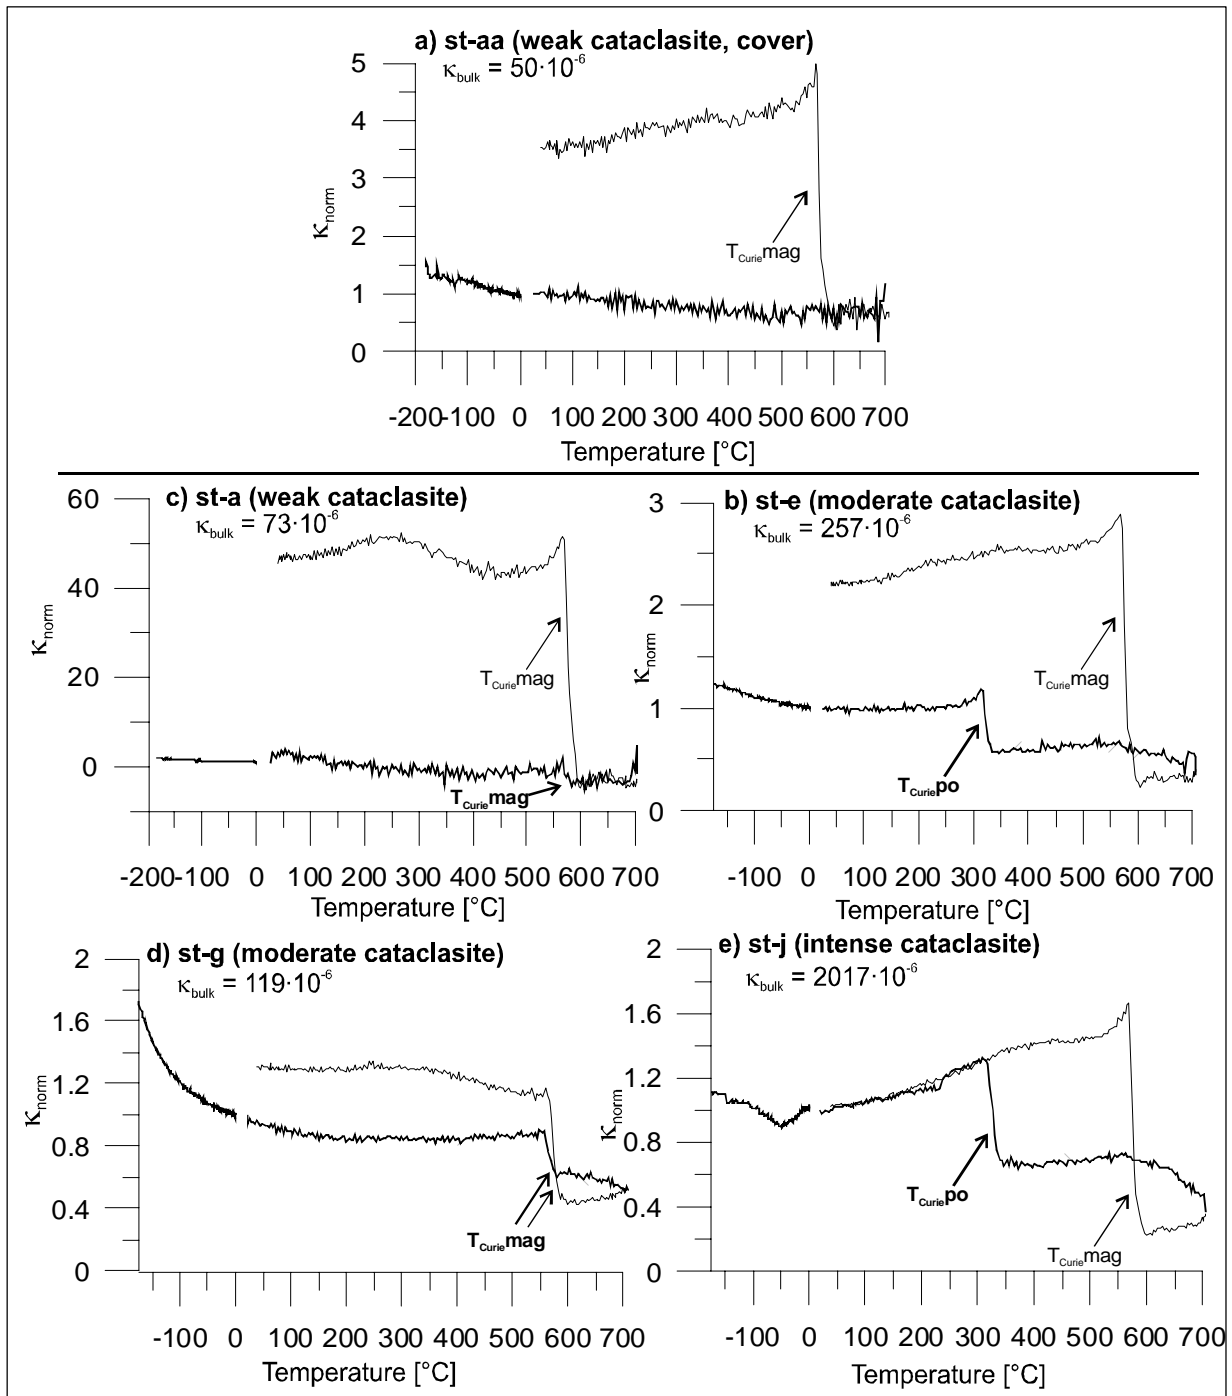 a) st-aa (weak cataclasite, cover)
κbulk = 50·10-6
5
4
3
2
1
0
κnorm
TCuriemag
-200 -100 0 100 200 300 400 500 600 700
Temperature [°C]
c) st-a (weak cataclasite)
κbulk = 73·10-6
60
40
20
0
κnorm
TCuriemag
TCuriemag
-200 -100 0 100 200 300 400 500 600 700
Temperature [°C]
b) st-e (moderate cataclasite)
κbulk = 257·10-6
3
2
1
0
κnorm
TCuriemag
TCuriepo
-100 0 100 200 300 400 500 600 700
Temperature [°C]
d) st-g (moderate cataclasite)
κbulk = 119·10-6
2
1.6
1.2
0.8
0.4
0
κnorm
TCuriemag
-100 0 100 200 300 400 500 600 700
Temperature [°C]
e) st-j (intense cataclasite)
κbulk = 2017·10-6
2
1.6
1.2
0.8
0.4
0
κnorm
TCuriepo
TCuriemag
-100 0 100 200 300 400 500 600 700
Temperature [°C]